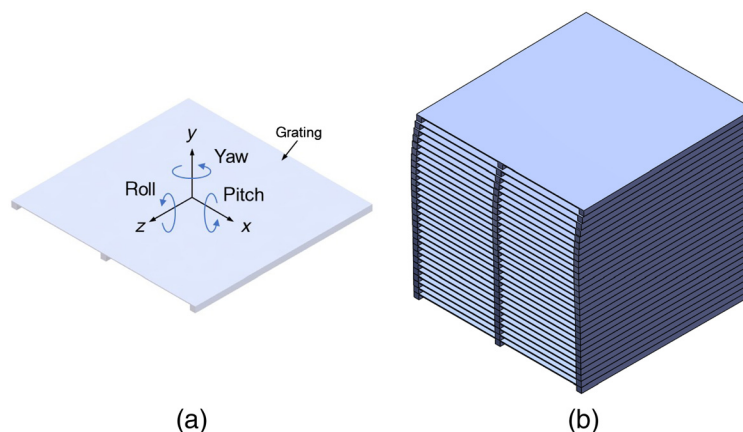 Grating
y
Yaw
Roll
Pitch
z
x
(a)
(b)